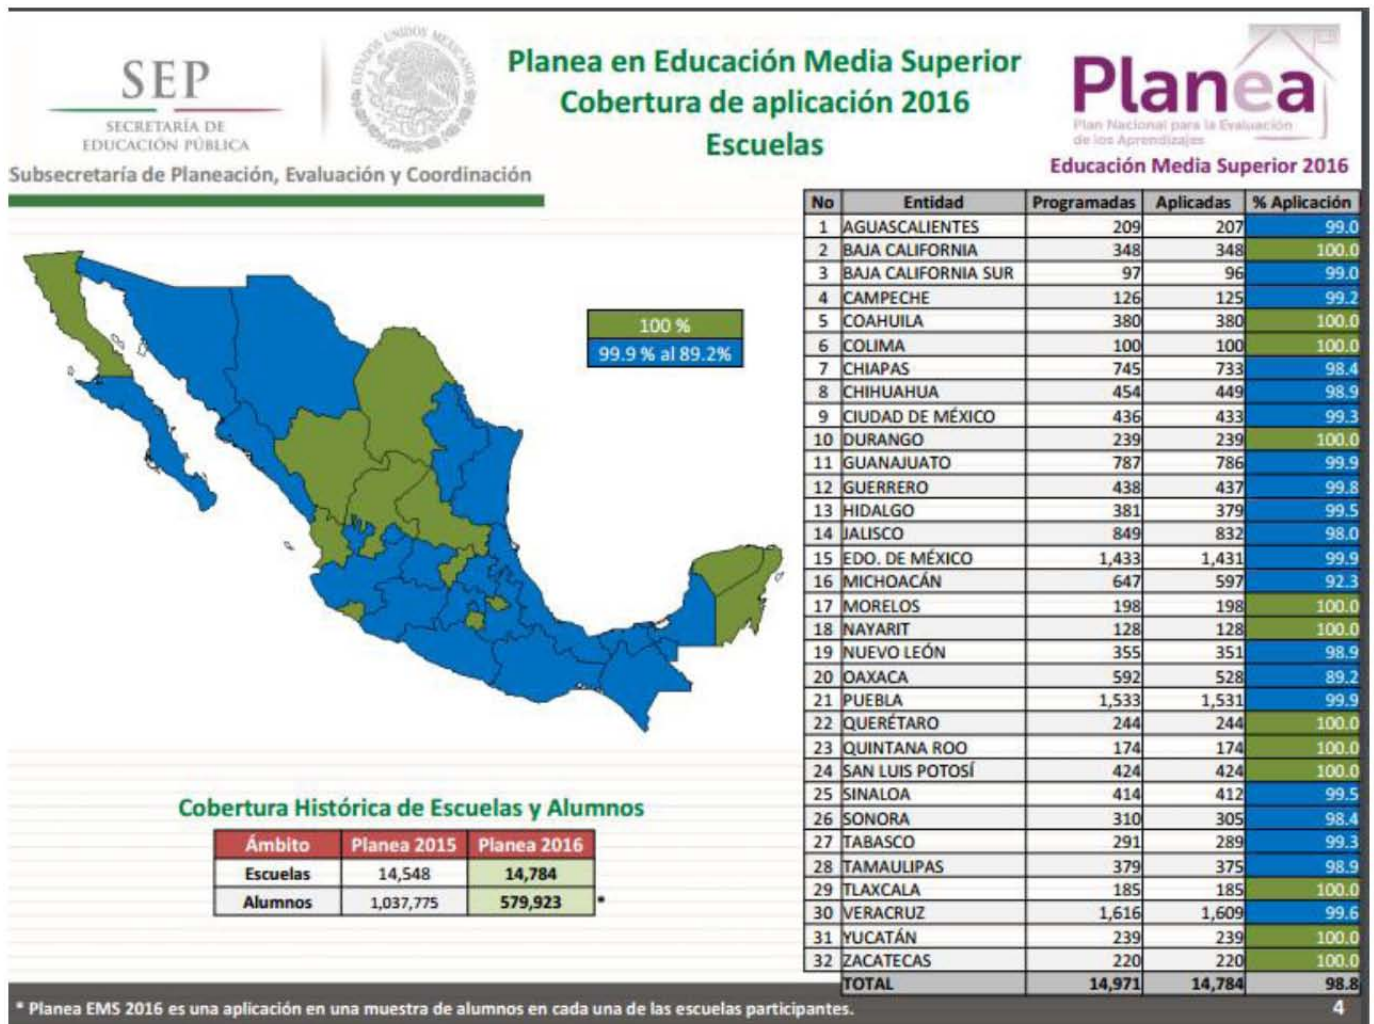 SEP
SECRETARÍA DE
EDUCACIÓN PÚBLICA
ESTADOS UNIDOS MEXICANOS
Subsecretaría de Planeación, Evaluación y Coordinación
Planea en Educación Media Superior
Cobertura de aplicación 2016
Escuelas
Planea
Plan Nacional para la Evaluación
de los Aprendizajes
Educación Media Superior 2016
100 %
99.9 % al 89.2%
No Entidad Programadas Aplicadas % Aplicación
1 AGUASCALIENTES 209 207 99.0
2 BAJA CALIFORNIA 348 348 100.0
3 BAJA CALIFORNIA SUR 97 96 99.0
4 CAMPECHE 126 125 99.2
5 COAHUILA 380 380 100.0
6 COLIMA 100 100 100.0
7 CHIAPAS 745 733 98.4
8 CHIHUAHUA 454 449 98.9
9 CIUDAD DE MÉXICO 436 433 99.3
10 DURANGO 239 239 100.0
11 GUANAJUATO 787 786 99.9
12 GUERRERO 438 437 99.8
13 HIDALGO 381 379 99.5
14 JALISCO 849 832 98.0
15 EDO. DE MÉXICO 1,433 1,431 99.9
16 MICHOACÁN 647 597 92.3
17 MORELOS 198 198 100.0
18 NAYARIT 128 128 100.0
19 NUEVO LEÓN 355 351 98.9
20 OAXACA 592 528 89.2
21 PUEBLA 1,533 1,531 99.9
22 QUERÉTARO 244 244 100.0
23 QUINTANA ROO 174 174 100.0
24 SAN LUIS POTOSÍ 424 424 100.0
25 SINALOA 414 412 99.5
26 SONORA 310 305 98.4
27 TABASCO 291 289 99.3
28 TAMAULIPAS 379 375 98.9
29 TLAXCALA 185 185 100.0
30 VERACRUZ 1,616 1,609 99.6
31 YUCATÁN 239 239 100.0
32 ZACATECAS 220 220 100.0
TOTAL 14,971 14,784 98.8
Cobertura Histórica de Escuelas y Alumnos
Ámbito Planea 2015 Planea 2016
Escuelas 14,548 14,784
Alumnos 1,037,775 579,923 *
* Planea EMS 2016 es una aplicación en una muestra de alumnos en cada una de las escuelas participantes.
4